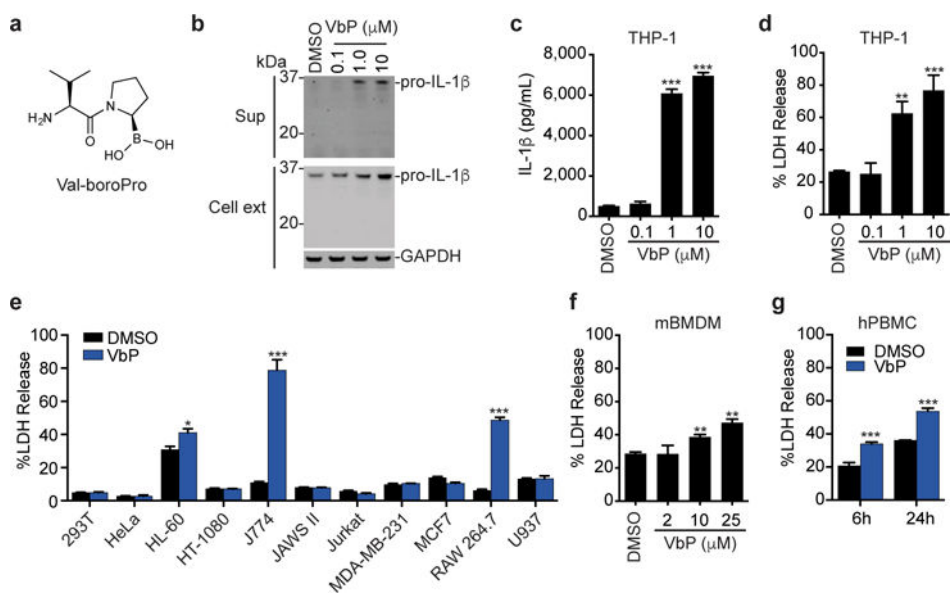 a
H₂N
N
O
B
OH
HO
Val-boroPro
b
VbP (μM)
kDa
DMSO
0.1
1.0
10
37
pro-IL-1β
Sup
20
37
pro-IL-1β
Cell ext
20
GAPDH
c
THP-1
IL-1β (pg/mL)
8,000
6,000
4,000
2,000
0
*** ***
DMSO
0.1 1 10
VbP (μM)
d
THP-1
% LDH Release
100
80
60
40
20
0
** ***
DMSO
0.1 1 10
VbP (μM)
e
DMSO
VbP
%LDH Release
100
80
60
40
20
0
* *** ***
293T
HeLa
HL-60
HT-1080
J774
JAWS II
Jurkat
MDA-MB-231
MCF7
RAW 264.7
U937
f
mBMDM
% LDH Release
100
80
60
40
20
0
** **
DMSO
2 10 25
VbP (μM)
g
hPBMC
DMSO
VbP
%LDH Release
100
80
60
40
20
0
*** ***
6h 24h